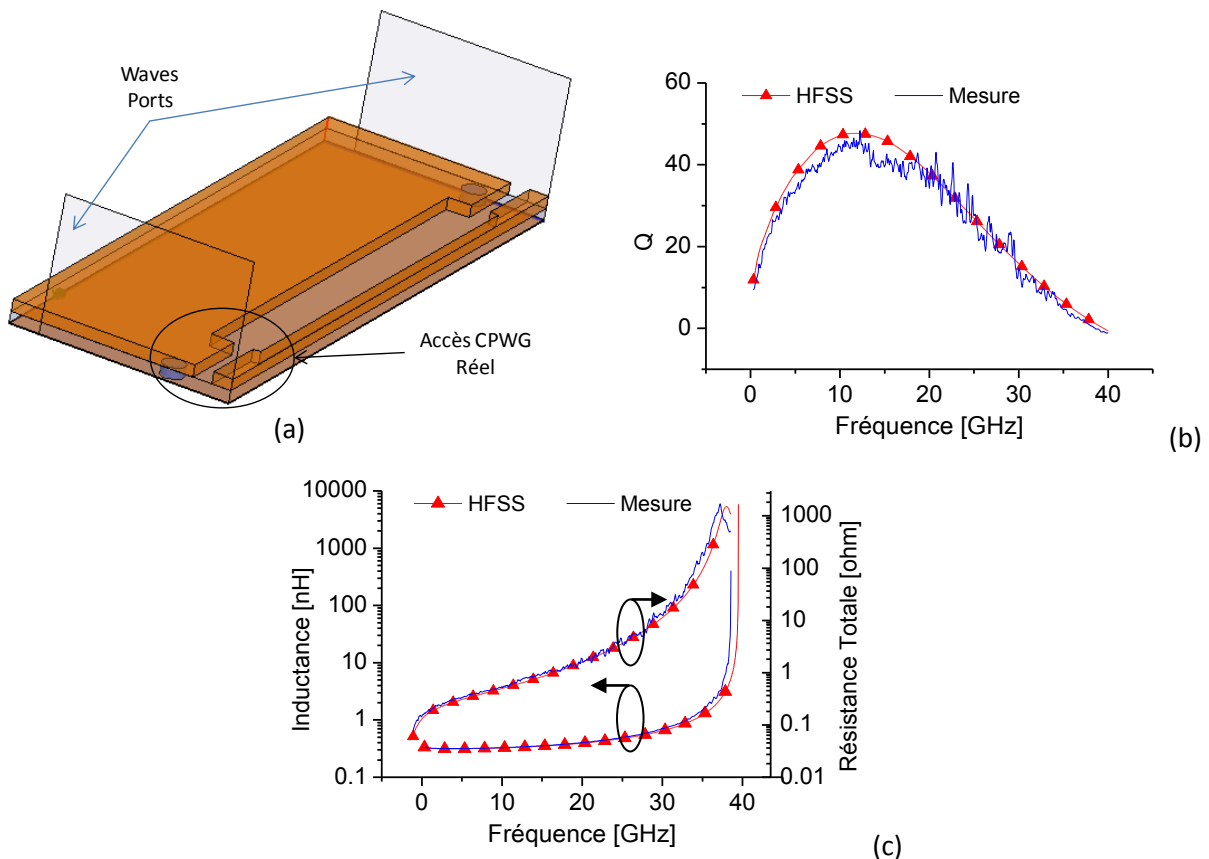 Waves
Ports
Accès CPWG
Réel
(a)
60
40
20
0
Q
HFSS
Mesure
0
10
20
30
40
Fréquence [GHz]
(b)
10000
1000
100
10
1
0.1
Inductance [nH]
HFSS
Mesure
1000
100
10
1
0.1
0.01
Résistance Totale [ohm]
0
10
20
30
40
Fréquence [GHz]
(c)